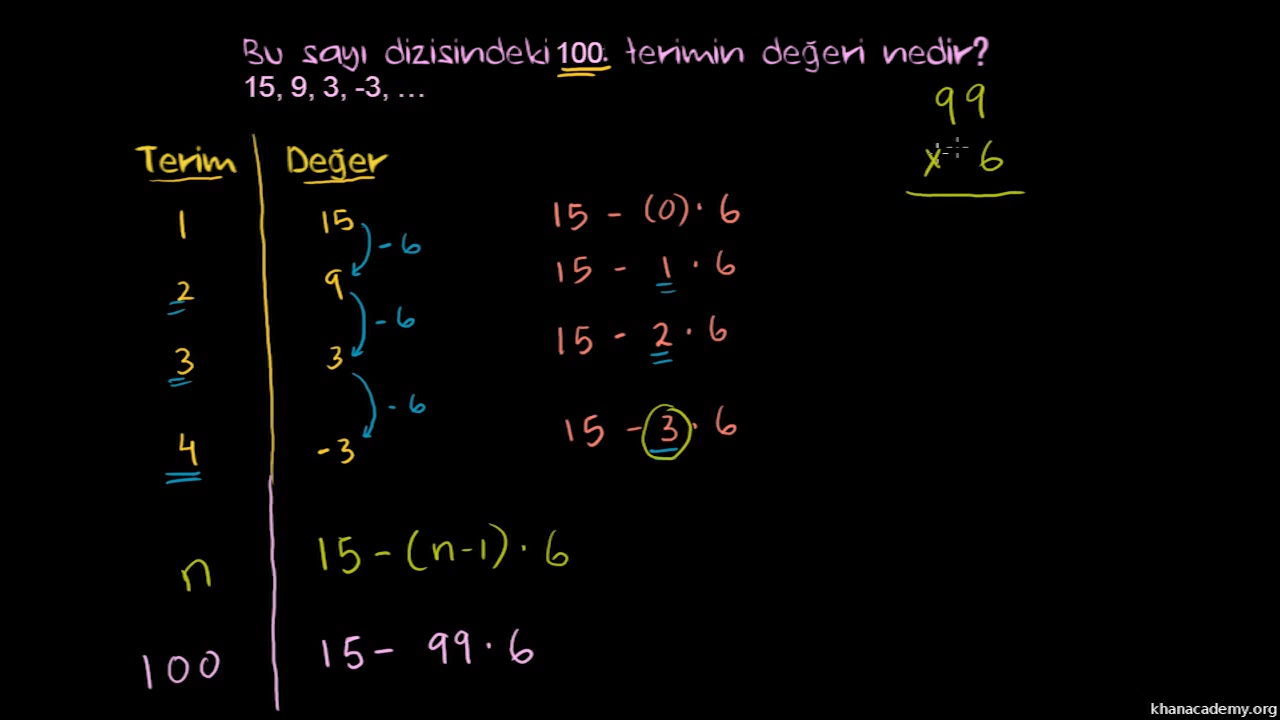 Bu sayı dizisindeki 100. terimin değeri nedir?
15, 9, 3, -3, ...
99
x 6
Terim Değer
1 15 15 - (0) · 6
- 6
2 9 15 - 1 · 6
- 6
3 3 15 - 2 · 6
- 6
4 -3 15 - 3 · 6
n 15 - (n-1) · 6
100 15 - 99 · 6
khanacademy.org